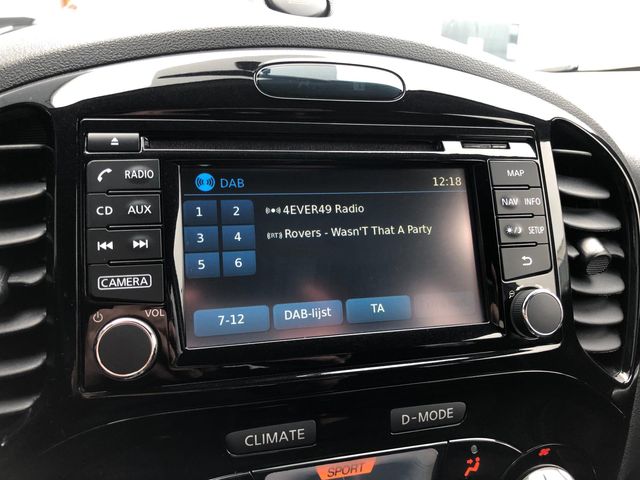 RADIO
CD AUX
CAMERA
VOL
DAB 12:18
1 2
4EVER49 Radio
3 4
RT Rovers - Wasn'T That A Party
5 6
7-12 DAB-lijst TA
MAP
NAV INFO
SETUP
CLIMATE
D-MODE
SPORT